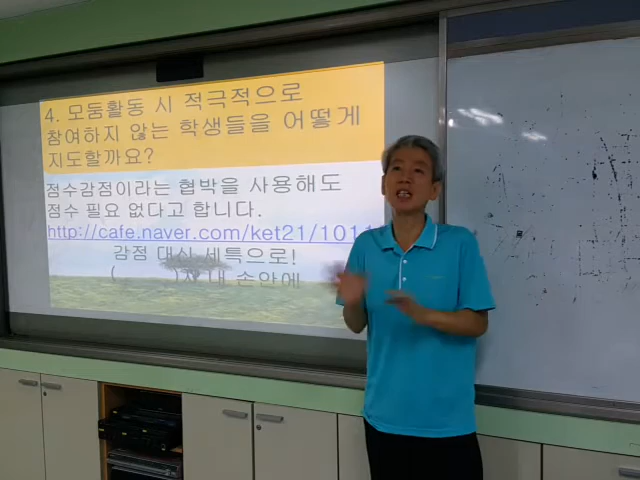 4. 모둠활동 시 적극적으로
참여하지 않는 학생들을 어떻게
지도할까요?
점수감점이라는 협박을 사용해도
점수 필요 없다고 합니다.
http://cafe.naver.com/ket21/1011
감점 대신 세특으로!
( )자 내 손안에